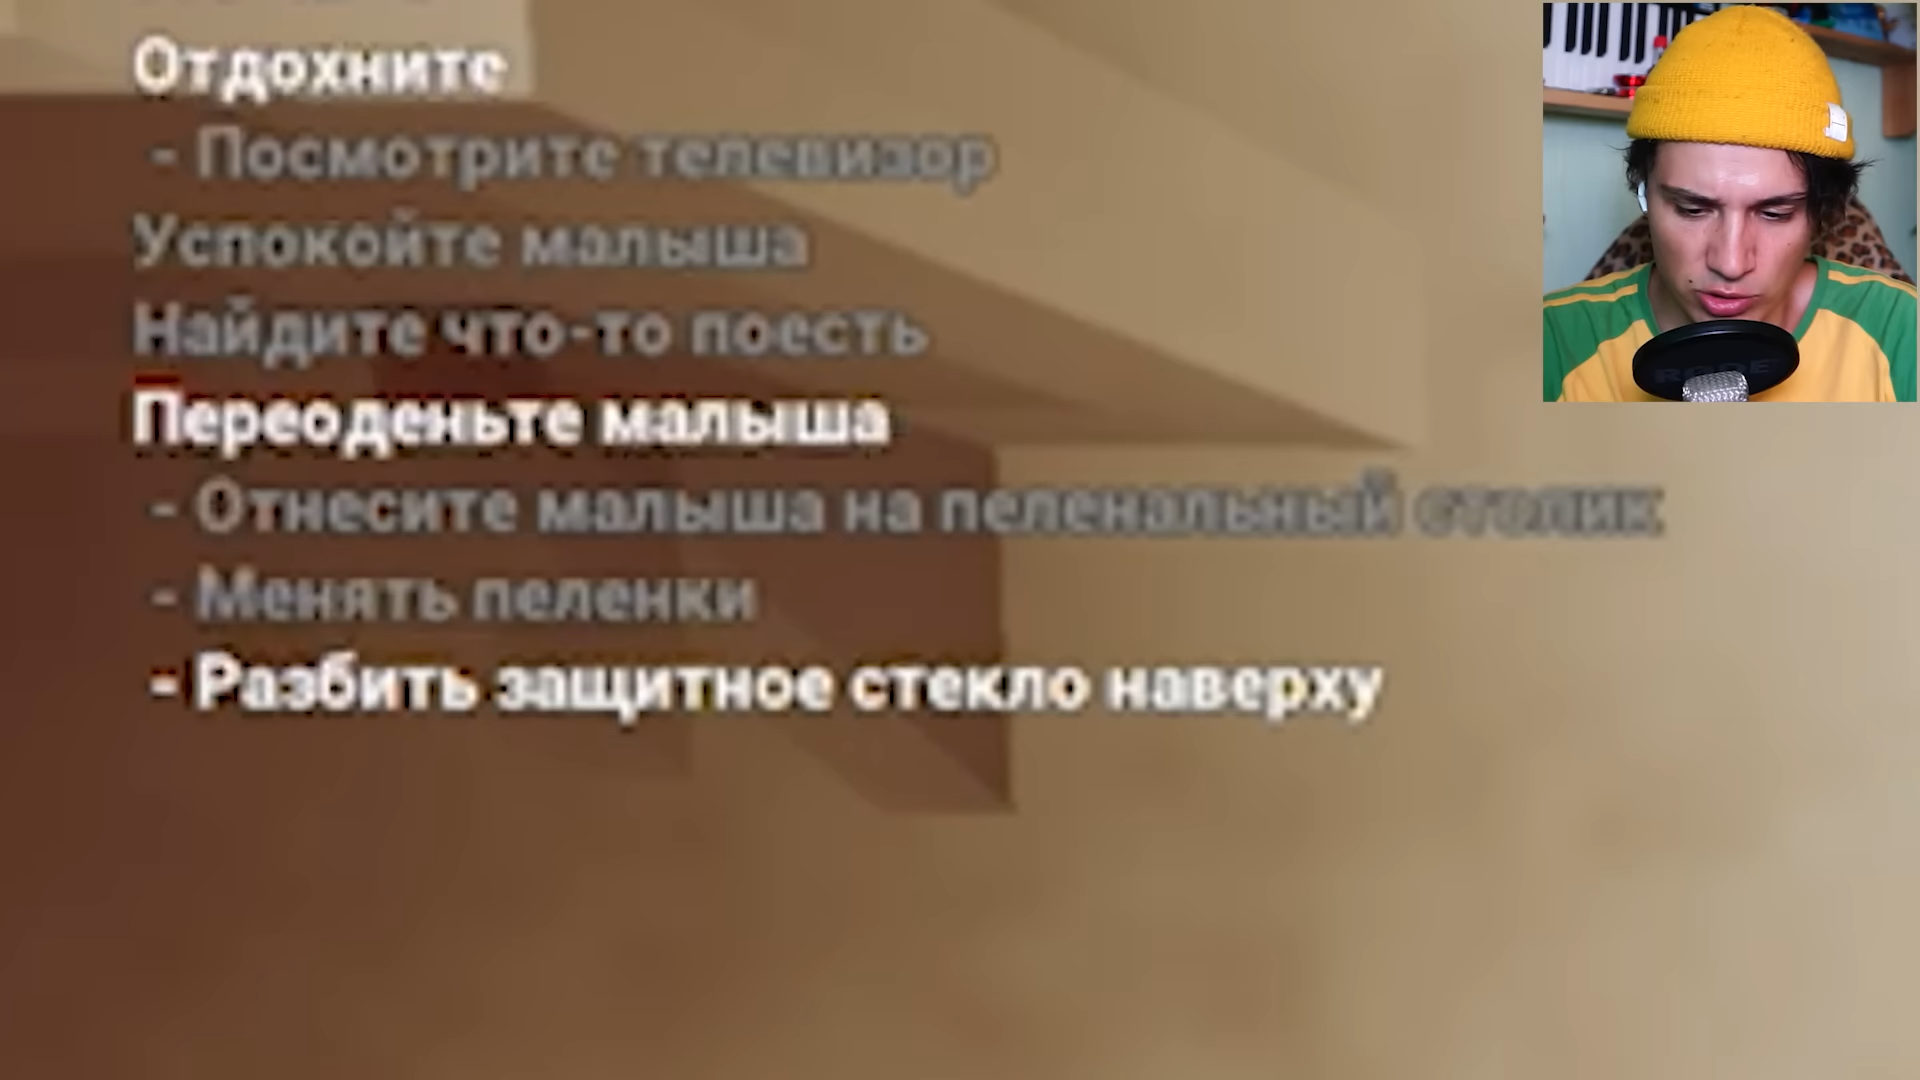 Отдохните
- Посмотрите телевизор
Успокойте малыша
Найдите что-то поесть
Переоденьте малыша
- Отнесите малыша на пеленальный столик
- Менять пеленки
- Разбить защитное стекло наверху
RODE